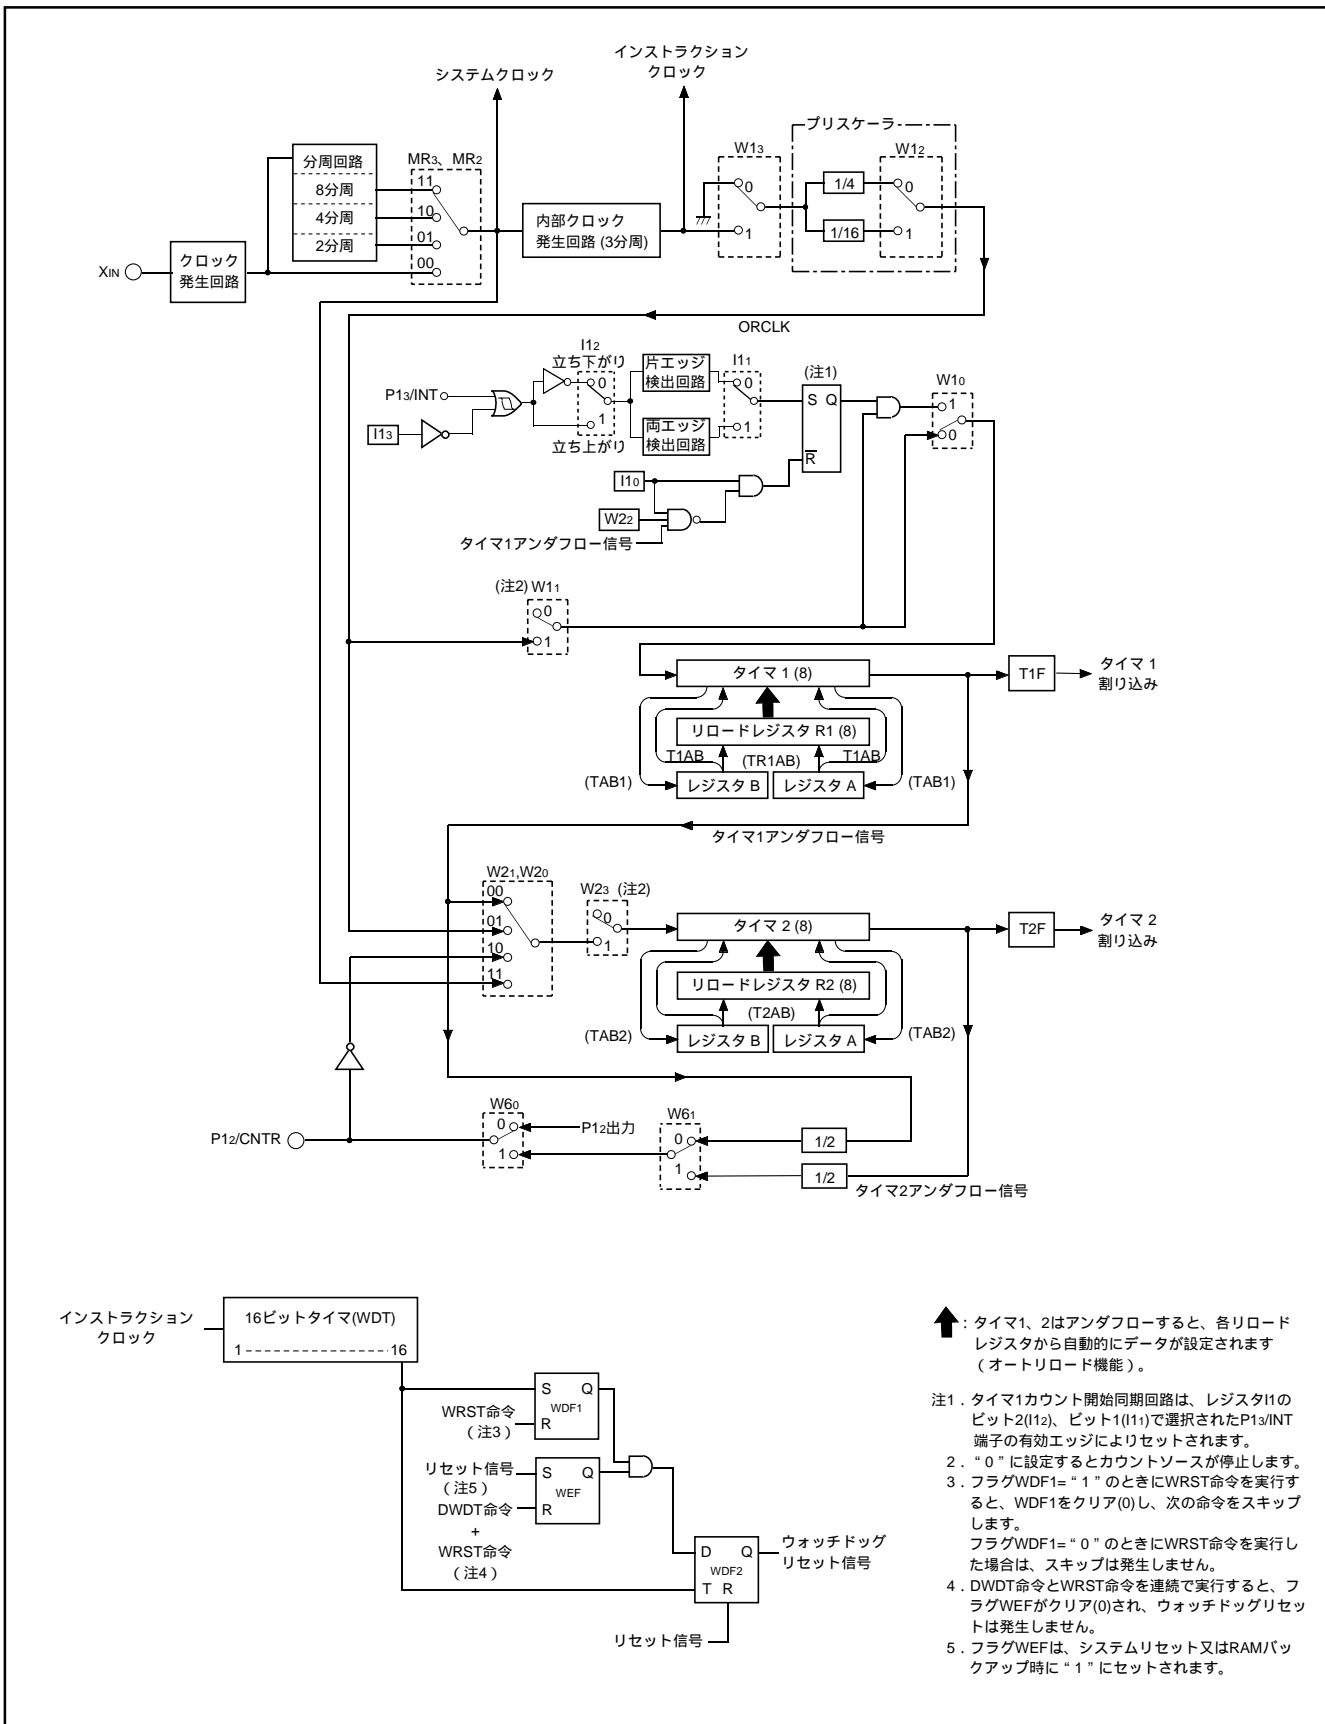 インストラクション
クロック
システムクロック
プリスケーラ
分周回路
8分周
4分周
2分周
MR3、MR2
11
10
01
00
内部クロック
発生回路 (3分周)
W13
0
1
1/4
1/16
W12
0
1
XIN
クロック
発生回路
ORCLK
I12
立ち下がり
0
1
立ち上がり
P13/INT
I13
片エッジ
検出回路
両エッジ
検出回路
I11
0
1
(注1)
S Q
R
W10
1
0
I10
W22
タイマ1アンダフロー信号
(注2) W11
0
1
タイマ 1 (8)
T1F
タイマ 1
割り込み
リロードレジスタ R1 (8)
T1AB
(TR1AB)
T1AB
(TAB1)
レジスタ B
レジスタ A
(TAB1)
タイマ1アンダフロー信号
W21,W20
00
01
10
11
W23 (注2)
0
1
タイマ 2 (8)
T2F
タイマ 2
割り込み
リロードレジスタ R2 (8)
(T2AB)
(TAB2)
レジスタ B
レジスタ A
(TAB2)
P12/CNTR
W60
0
1
P12出力
W61
0
1
1/2
1/2
タイマ2アンダフロー信号
インストラクション
クロック
16ビットタイマ(WDT)
1 - - - - - - - - - - - - - - - - 16
S Q
WDF1
R
WRST命令
(注3)
リセット信号
(注5)
S Q
WEF
R
DWDT命令
+
WRST命令
(注4)
D Q
WDF2
T R
ウォッチドッグ
リセット信号
リセット信号
：タイマ1、2はアンダフローすると、各リロード
レジスタから自動的にデータが設定されます
（オートリロード機能）。
注1．タイマ1カウント開始同期回路は、レジスタI1の
ビット2(I12)、ビット1(I11)で選択されたP13/INT
端子の有効エッジによりセットされます。
2．“0”に設定するとカウントソースが停止します。
3．フラグWDF1=“1”のときにWRST命令を実行す
ると、WDF1をクリア(0)し、次の命令をスキップ
します。
フラグWDF1=“0”のときにWRST命令を実行し
た場合は、スキップは発生しません。
4．DWDT命令とWRST命令を連続で実行すると、フ
ラグWEFがクリア(0)され、ウォッチドッグリセッ
トは発生しません。
5．フラグWEFは、システムリセット又はRAMバッ
クアップ時に“1”にセットされます。